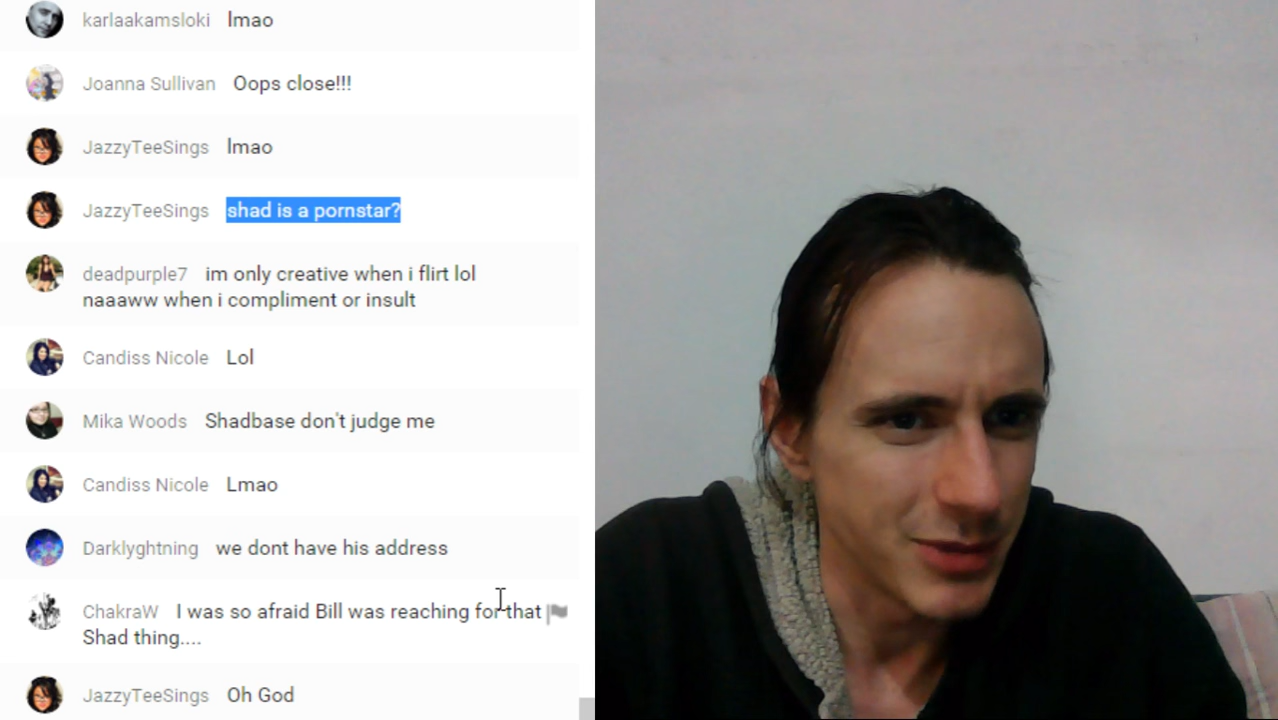 karlaakamsloki lmao
Joanna Sullivan Oops close!!!
JazzyTeeSings lmao
JazzyTeeSings shad is a pornstar?
deadpurple7 im only creative when i flirt lol
naaaww when i compliment or insult
Candiss Nicole Lol
Mika Woods Shadbase don't judge me
Candiss Nicole Lmao
Darklyghtning we dont have his address
ChakraW I was so afraid Bill was reaching for that
Shad thing....
JazzyTeeSings Oh God